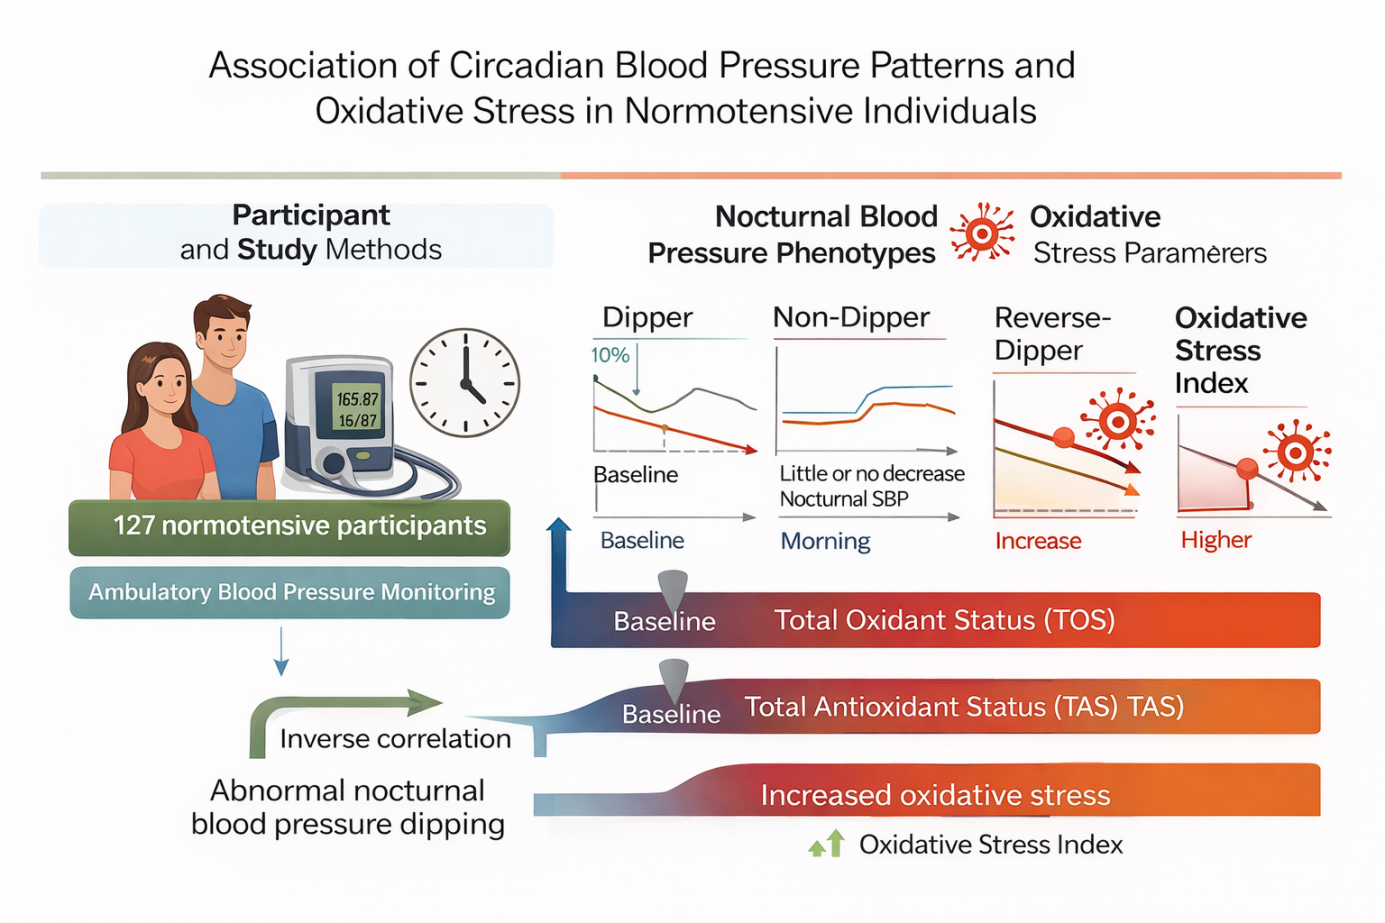 Association of Circadian Blood Pressure Patterns and
Oxidative Stress in Normotensive Individuals
Participant
and Study Methods
165.87
16/87
127 normotensive participants
Ambulatory Blood Pressure Monitoring
Nocturnal Blood
Pressure Phenotypes
Oxidative
Stress Paramerers
Dipper
10%
Baseline
Baseline
Non-Dipper
Little or no decrease
Nocturnal SBP
Morning
Reverse-
Dipper
Increase
Oxidative
Stress
Index
Higher
Baseline
Total Oxidant Status (TOS)
Baseline
Total Antioxidant Status (TAS) TAS)
Inverse correlation
Abnormal nocturnal
blood pressure dipping
Increased oxidative stress
Oxidative Stress Index